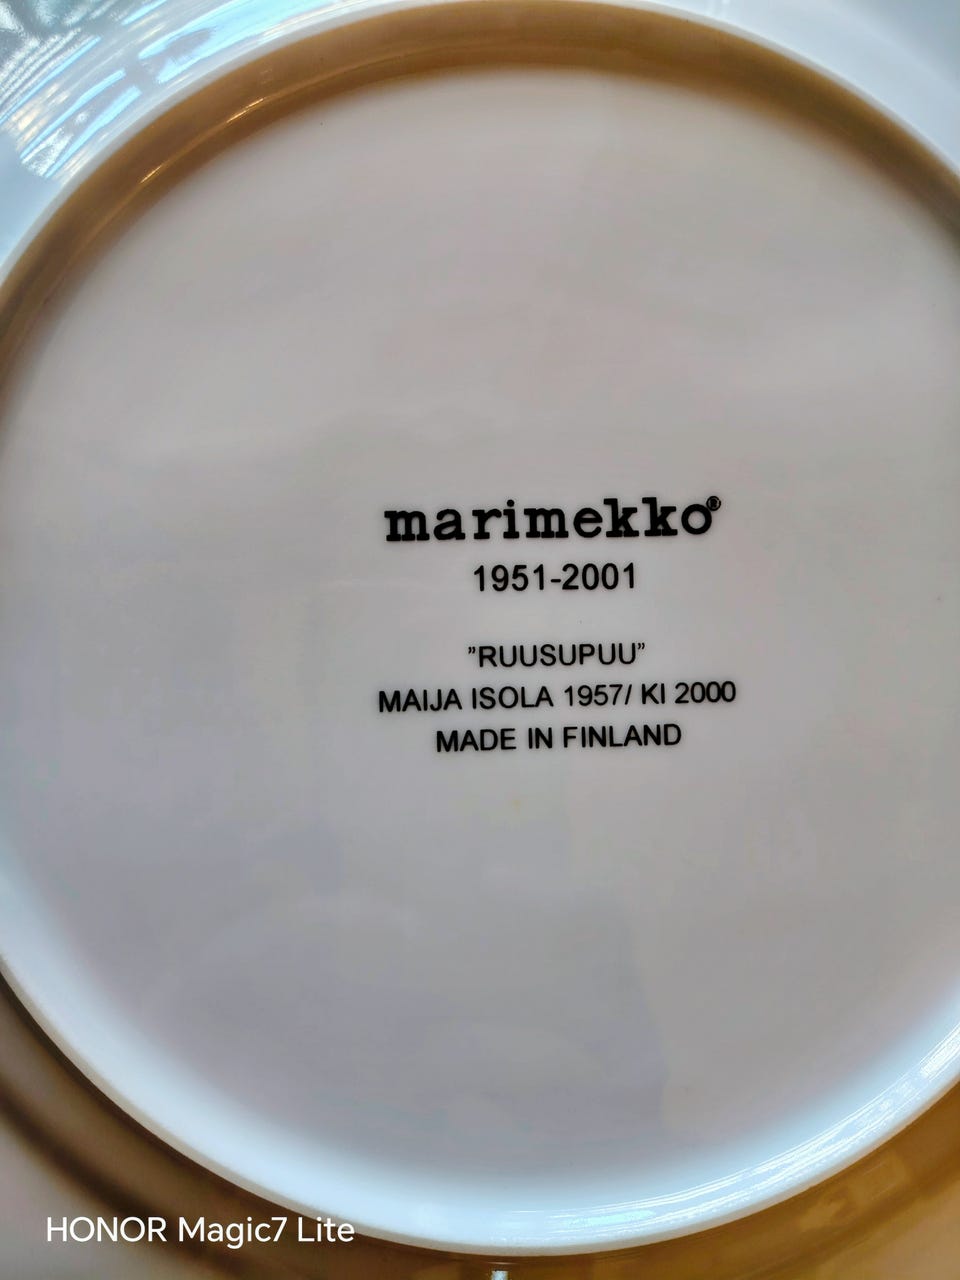 marimekko®
1951-2001
”RUUSUPUU”
MAIJA ISOLA 1957/ KI 2000
MADE IN FINLAND
HONOR Magic7 Lite